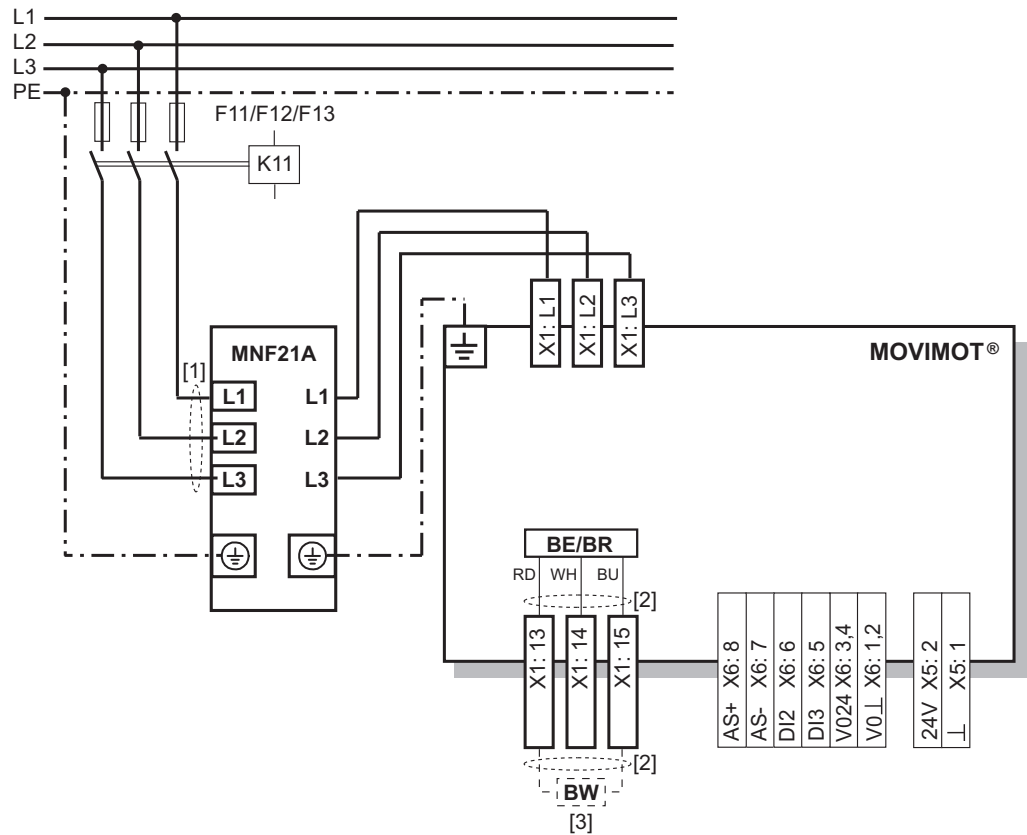 L1
L2
L3
PE
F11/F12/F13
K11
X1: L1
X1: L2
X1: L3
MNF21A
MOVIMOT®
[1]
L1 L1
L2 L2
L3 L3
BE/BR
RD WH BU
[2]
X1: 13
X1: 14
X1: 15
AS+ X6: 8
AS- X6: 7
DI2 X6: 6
DI3 X6: 5
V024 X6: 3,4
V0⊥ X6: 1,2
24V X5: 2
⊥ X5: 1
[2]
BW
[3]